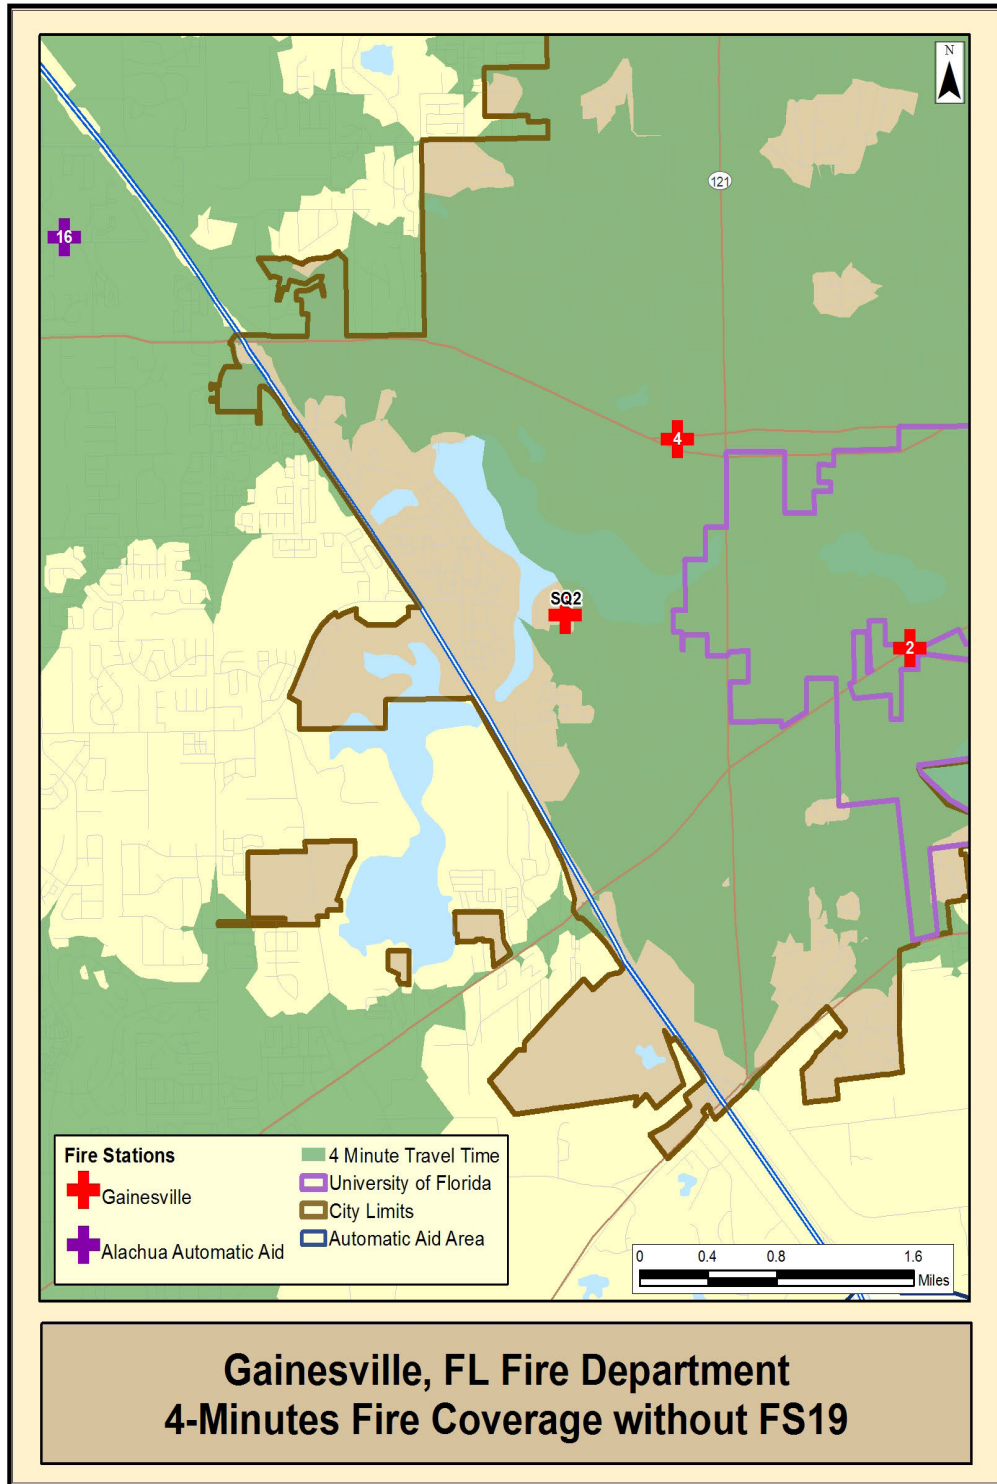 N
121
16
4
SQ2
2
Fire Stations
Gainesville
Alachua Automatic Aid
4 Minute Travel Time
University of Florida
City Limits
Automatic Aid Area
0 0.4 0.8 1.6
Miles
Gainesville, FL Fire Department
4-Minutes Fire Coverage without FS19